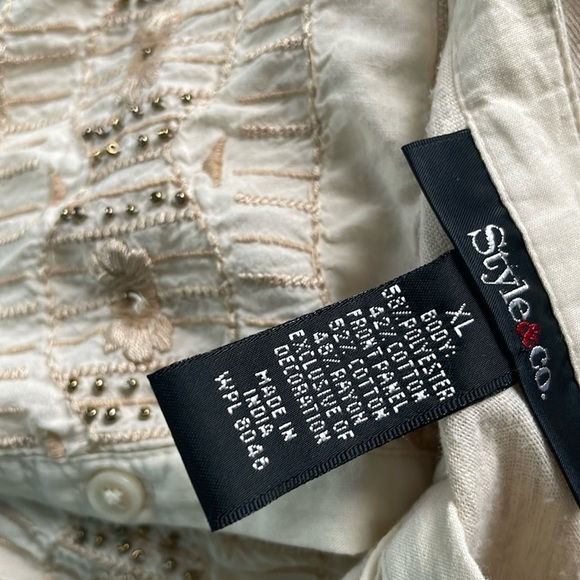 Style&co.
XL
BODY:
58% POLYESTER
42% COTTON
FRONT PANEL
52% COTTON
48% RAYON
EXCLUSIVE OF
DECORATION
MADE IN
INDIA
WPL 8046